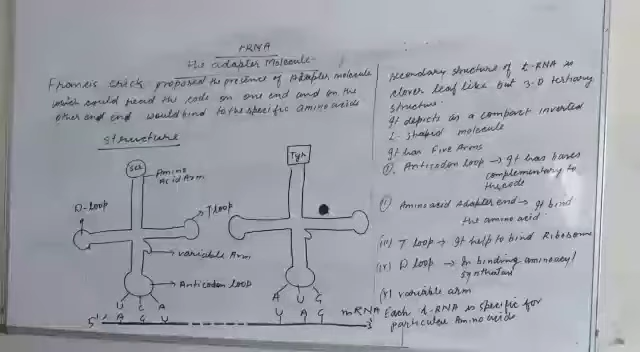 tRNA
the adapter Molecule-
Francis crick proposed the presence of Adapter molecule
which could read the code on one end and on the
other end would bind to the specific amino acids
structure
Ser
Amino
Acid Arm
D-loop
T loop
variable Arm
Anticodon loop
U C A
A G U
5'
Tyr
A U G
U A G
mRNA
3'
secondary structure of t-RNA is
clover leaf like but 3-D tertiary
structure.
It depicts as a compact inverted
L-shaped molecule
It has Five Arms
Anticodon loop → It has bases
complementary to
the code
Amino acid Adapter end → It bind
the amino acid.
(iii) T loop → It help to bind Ribosome
(iv) D loop → In binding aminoacyl
(v) variable arm
Each t-RNA is specific for
particular Amino acids